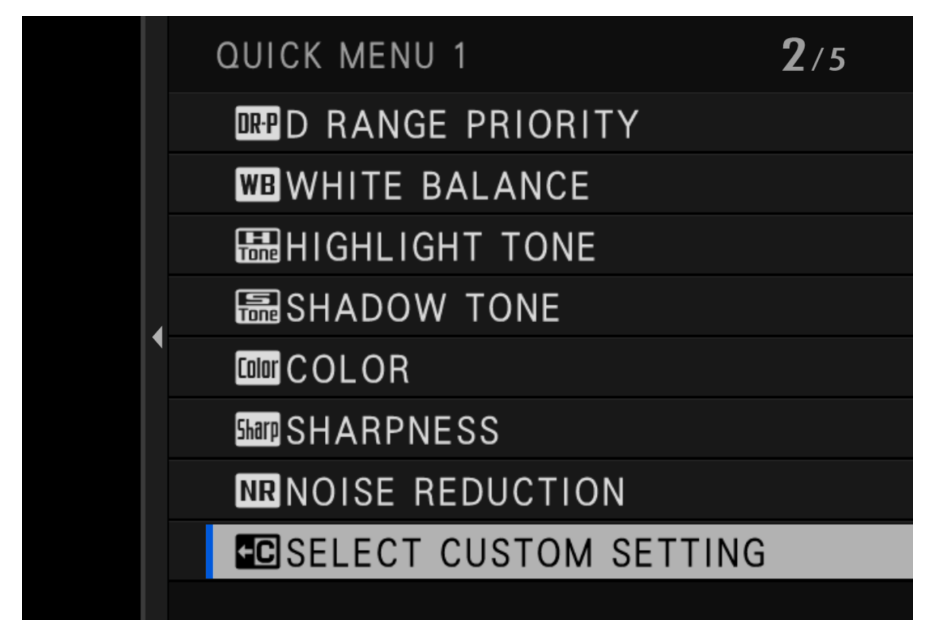 QUICK MENU 1 2/5
DR-P D RANGE PRIORITY
WB WHITE BALANCE
H Tone HIGHLIGHT TONE
S Tone SHADOW TONE
Color COLOR
Sharp SHARPNESS
NR NOISE REDUCTION
C SELECT CUSTOM SETTING